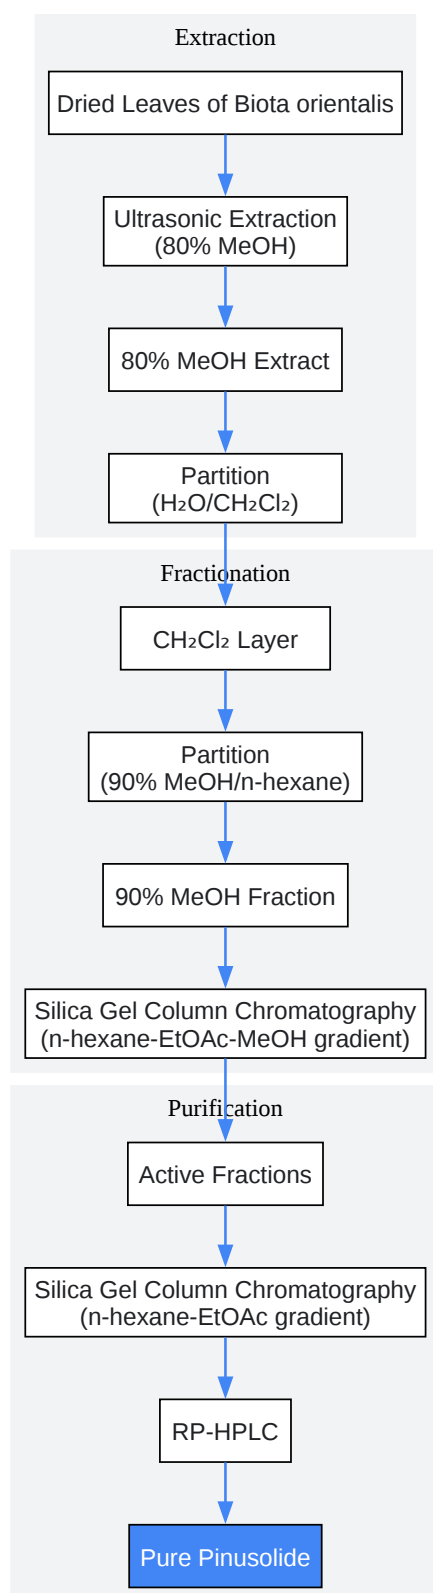 Extraction
Dried Leaves of Biota orientalis
Ultrasonic Extraction
(80% MeOH)
80% MeOH Extract
Partition
(H₂O/CH₂Cl₂)
Fractionation
CH₂Cl₂ Layer
Partition
(90% MeOH/n-hexane)
90% MeOH Fraction
Silica Gel Column Chromatography
(n-hexane-EtOAc-MeOH gradient)
Purification
Active Fractions
Silica Gel Column Chromatography
(n-hexane-EtOAc gradient)
RP-HPLC
Pure Pinusolide